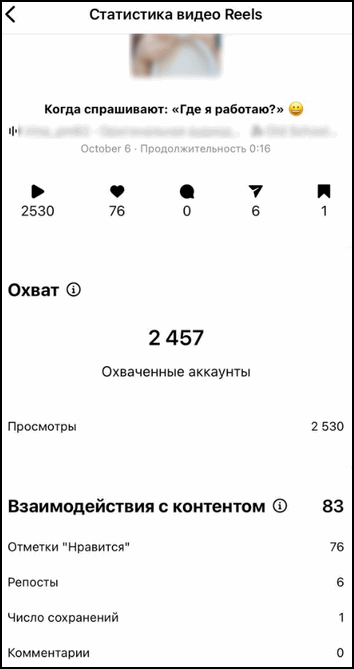 Статистика видео Reels
Когда спрашивают: «Где я работаю?» 😀
October 6 · Продолжительность 0:16
2530 76 0 6 1
Охват
2 457
Охваченные аккаунты
Просмотры 2 530
Взаимодействия с контентом 83
Отметки "Нравится" 76
Репосты 6
Число сохранений 1
Комментарии 0